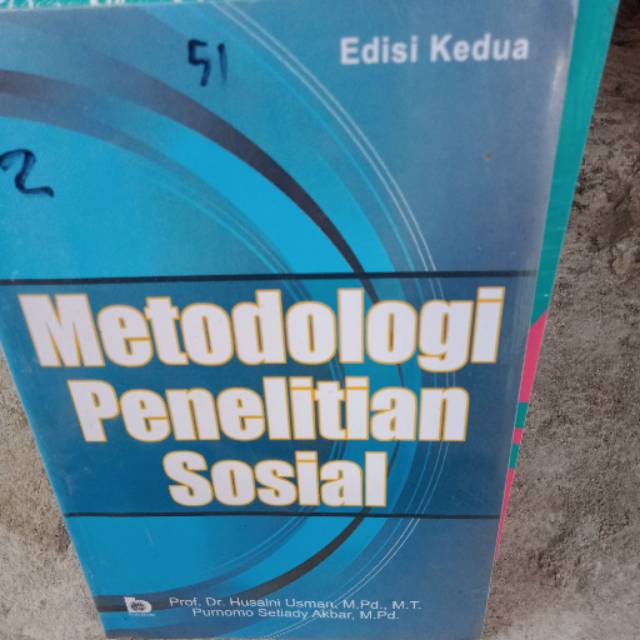 51
Edisi Kedua
2
Metodologi
Penelitian
Sosial
Prof. Dr. Husaini Usman, M.Pd., M.T.
Purnomo Setiady Akbar, M.Pd.